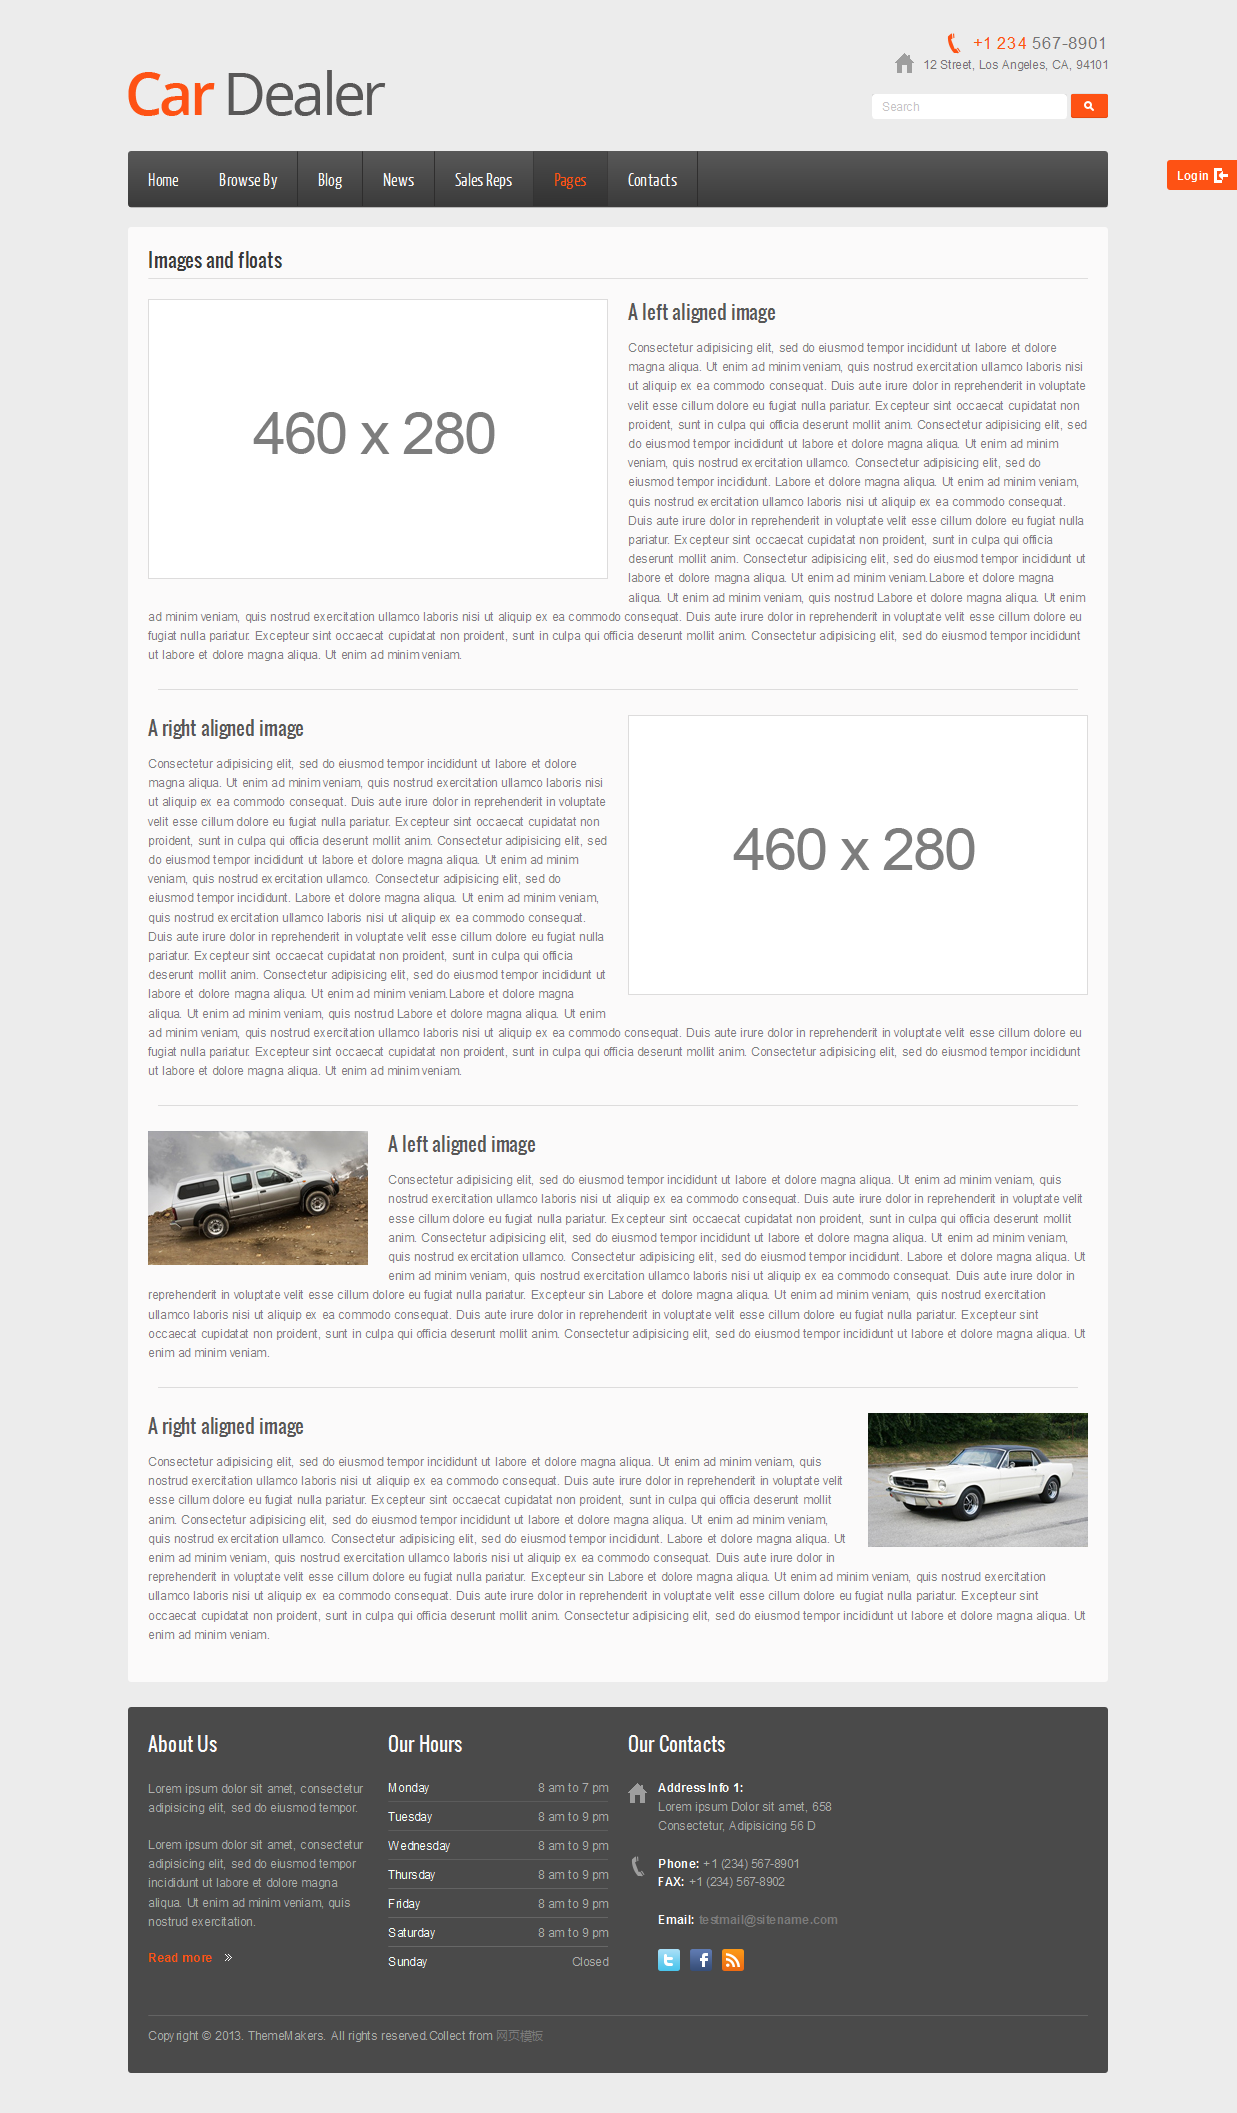 +1 234 567-8901
12 Street, Los Angeles, CA, 94101
Car Dealer
Search
Home Browse By Blog News Sales Reps Pages Contacts
Login
Images and floats
460 x 280
A left aligned image
Consectetur adipisicing elit, sed do eiusmod tempor incididunt ut labore et dolore
magna aliqua. Ut enim ad minim veniam, quis nostrud exercitation ullamco laboris nisi
ut aliquip ex ea commodo consequat. Duis aute irure dolor in reprehenderit in voluptate
velit esse cillum dolore eu fugiat nulla pariatur. Excepteur sint occaecat cupidatat non
proident, sunt in culpa qui officia deserunt mollit anim. Consectetur adipisicing elit, sed
do eiusmod tempor incididunt ut labore et dolore magna aliqua. Ut enim ad minim
veniam, quis nostrud exercitation ullamco. Consectetur adipisicing elit, sed do
eiusmod tempor incididunt. Labore et dolore magna aliqua. Ut enim ad minim veniam,
quis nostrud exercitation ullamco laboris nisi ut aliquip ex ea commodo consequat.
Duis aute irure dolor in reprehenderit in voluptate velit esse cillum dolore eu fugiat nulla
pariatur. Excepteur sint occaecat cupidatat non proident, sunt in culpa qui officia
deserunt mollit anim. Consectetur adipisicing elit, sed do eiusmod tempor incididunt ut
labore et dolore magna aliqua. Ut enim ad minim veniam.Labore et dolore magna
aliqua. Ut enim ad minim veniam, quis nostrud Labore et dolore magna aliqua. Ut enim
ad minim veniam, quis nostrud exercitation ullamco laboris nisi ut aliquip ex ea commodo consequat. Duis aute irure dolor in reprehenderit in voluptate velit esse cillum dolore eu
fugiat nulla pariatur. Excepteur sint occaecat cupidatat non proident, sunt in culpa qui officia deserunt mollit anim. Consectetur adipisicing elit, sed do eiusmod tempor incididunt
ut labore et dolore magna aliqua. Ut enim ad minim veniam.
A right aligned image
Consectetur adipisicing elit, sed do eiusmod tempor incididunt ut labore et dolore
magna aliqua. Ut enim ad minim veniam, quis nostrud exercitation ullamco laboris nisi
ut aliquip ex ea commodo consequat. Duis aute irure dolor in reprehenderit in voluptate
velit esse cillum dolore eu fugiat nulla pariatur. Excepteur sint occaecat cupidatat non
proident, sunt in culpa qui officia deserunt mollit anim. Consectetur adipisicing elit, sed
do eiusmod tempor incididunt ut labore et dolore magna aliqua. Ut enim ad minim
veniam, quis nostrud exercitation ullamco. Consectetur adipisicing elit, sed do
eiusmod tempor incididunt. Labore et dolore magna aliqua. Ut enim ad minim veniam,
quis nostrud exercitation ullamco laboris nisi ut aliquip ex ea commodo consequat.
Duis aute irure dolor in reprehenderit in voluptate velit esse cillum dolore eu fugiat nulla
pariatur. Excepteur sint occaecat cupidatat non proident, sunt in culpa qui officia
deserunt mollit anim. Consectetur adipisicing elit, sed do eiusmod tempor incididunt ut
labore et dolore magna aliqua. Ut enim ad minim veniam.Labore et dolore magna
aliqua. Ut enim ad minim veniam, quis nostrud Labore et dolore magna aliqua. Ut enim
460 x 280
ad minim veniam, quis nostrud exercitation ullamco laboris nisi ut aliquip ex ea commodo consequat. Duis aute irure dolor in reprehenderit in voluptate velit esse cillum dolore eu
fugiat nulla pariatur. Excepteur sint occaecat cupidatat non proident, sunt in culpa qui officia deserunt mollit anim. Consectetur adipisicing elit, sed do eiusmod tempor incididunt
ut labore et dolore magna aliqua. Ut enim ad minim veniam.
A left aligned image
Consectetur adipisicing elit, sed do eiusmod tempor incididunt ut labore et dolore magna aliqua. Ut enim ad minim veniam, quis
nostrud exercitation ullamco laboris nisi ut aliquip ex ea commodo consequat. Duis aute irure dolor in reprehenderit in voluptate velit
esse cillum dolore eu fugiat nulla pariatur. Excepteur sint occaecat cupidatat non proident, sunt in culpa qui officia deserunt mollit
anim. Consectetur adipisicing elit, sed do eiusmod tempor incididunt ut labore et dolore magna aliqua. Ut enim ad minim veniam,
quis nostrud exercitation ullamco. Consectetur adipisicing elit, sed do eiusmod tempor incididunt. Labore et dolore magna aliqua. Ut
enim ad minim veniam, quis nostrud exercitation ullamco laboris nisi ut aliquip ex ea commodo consequat. Duis aute irure dolor in
reprehenderit in voluptate velit esse cillum dolore eu fugiat nulla pariatur. Excepteur sin Labore et dolore magna aliqua. Ut enim ad minim veniam, quis nostrud exercitation
ullamco laboris nisi ut aliquip ex ea commodo consequat. Duis aute irure dolor in reprehenderit in voluptate velit esse cillum dolore eu fugiat nulla pariatur. Excepteur sint
occaecat cupidatat non proident, sunt in culpa qui officia deserunt mollit anim. Consectetur adipisicing elit, sed do eiusmod tempor incididunt ut labore et dolore magna aliqua. Ut
enim ad minim veniam.
A right aligned image
Consectetur adipisicing elit, sed do eiusmod tempor incididunt ut labore et dolore magna aliqua. Ut enim ad minim veniam, quis
nostrud exercitation ullamco laboris nisi ut aliquip ex ea commodo consequat. Duis aute irure dolor in reprehenderit in voluptate velit
esse cillum dolore eu fugiat nulla pariatur. Excepteur sint occaecat cupidatat non proident, sunt in culpa qui officia deserunt mollit
anim. Consectetur adipisicing elit, sed do eiusmod tempor incididunt ut labore et dolore magna aliqua. Ut enim ad minim veniam,
quis nostrud exercitation ullamco. Consectetur adipisicing elit, sed do eiusmod tempor incididunt. Labore et dolore magna aliqua. Ut
enim ad minim veniam, quis nostrud exercitation ullamco laboris nisi ut aliquip ex ea commodo consequat. Duis aute irure dolor in
reprehenderit in voluptate velit esse cillum dolore eu fugiat nulla pariatur. Excepteur sin Labore et dolore magna aliqua. Ut enim ad minim veniam, quis nostrud exercitation
ullamco laboris nisi ut aliquip ex ea commodo consequat. Duis aute irure dolor in reprehenderit in voluptate velit esse cillum dolore eu fugiat nulla pariatur. Excepteur sint
occaecat cupidatat non proident, sunt in culpa qui officia deserunt mollit anim. Consectetur adipisicing elit, sed do eiusmod tempor incididunt ut labore et dolore magna aliqua. Ut
enim ad minim veniam.
About Us
Lorem ipsum dolor sit amet, consectetur
adipisicing elit, sed do eiusmod tempor.
Lorem ipsum dolor sit amet, consectetur
adipisicing elit, sed do eiusmod tempor
incididunt ut labore et dolore magna
aliqua. Ut enim ad minim veniam, quis
nostrud exercitation.
Read more »
Our Hours
Monday 8 am to 7 pm
Tuesday 8 am to 9 pm
Wednesday 8 am to 9 pm
Thursday 8 am to 9 pm
Friday 8 am to 9 pm
Saturday 8 am to 9 pm
Sunday Closed
Our Contacts
Address Info 1:
Lorem ipsum Dolor sit amet, 658
Consectetur, Adipisicing 56 D
Phone: +1 (234) 567-8901
FAX: +1 (234) 567-8902
Email: testmail@sitename.com
Copyright © 2013. ThemeMakers. All rights reserved.Collect from 网页模板